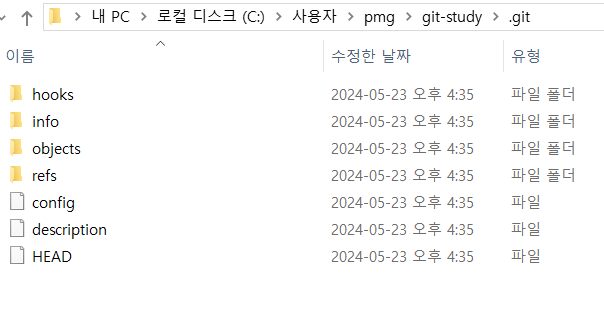 내 PC > 로컬 디스크 (C:) > 사용자 > pmg > git-study > .git
이름 수정한 날짜 유형
hooks 2024-05-23 오후 4:35 파일 폴더
info 2024-05-23 오후 4:35 파일 폴더
objects 2024-05-23 오후 4:35 파일 폴더
refs 2024-05-23 오후 4:35 파일 폴더
config 2024-05-23 오후 4:35 파일
description 2024-05-23 오후 4:35 파일
HEAD 2024-05-23 오후 4:35 파일